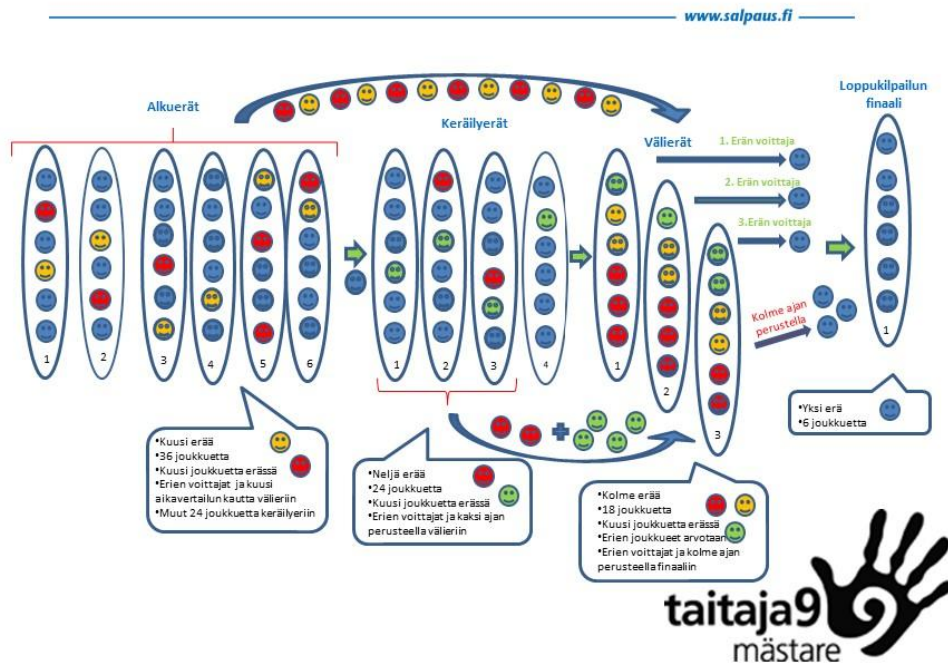 www.salpaus.fi
Alkuerät
Keräilyerät
Välierät
Loppukilpailun
finaali
1. Erän voittaja
2. Erän voittaja
3.Erän voittaja
Kolme ajan
perustella
1
2
3
4
5
6
1
2
3
4
1
2
3
1
•Kuusi erää
•36 joukkuetta
•Kuusi joukkuetta erässä
•Erien voittajat ja kuusi
aikavertailun kautta välieriin
•Muut 24 joukkuetta keräilyeriin
•Neljä erää
•24 joukkuetta
•Kuusi joukkuetta erässä
•Erien voittajat ja kaksi ajan
perusteella välieriin
•Kolme erää
•18 joukkuetta
•Kuusi joukkuetta erässä
•Erien joukkueet arvotaan
•Erien voittajat ja kolme ajan
perusteella finaaliin
•Yksi erä
•6 joukkuetta
taitaja9
mästare